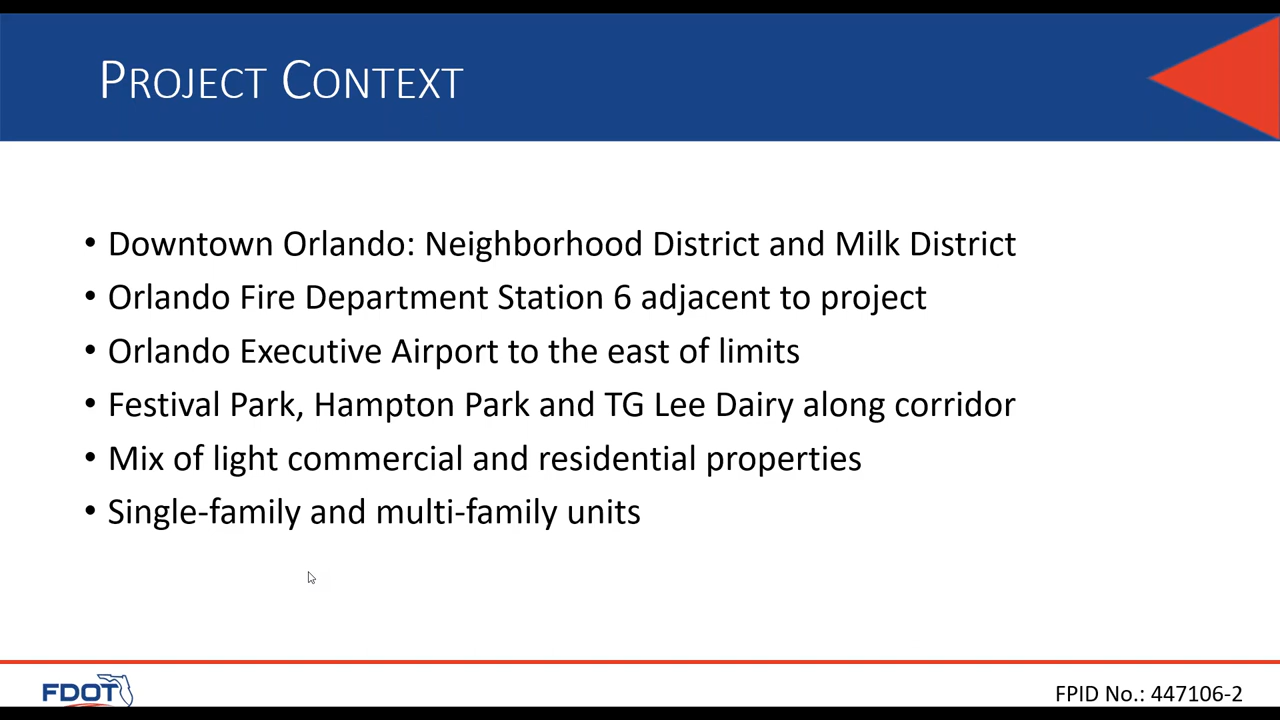 PROJECT CONTEXT
• Downtown Orlando: Neighborhood District and Milk District
• Orlando Fire Department Station 6 adjacent to project
• Orlando Executive Airport to the east of limits
• Festival Park, Hampton Park and TG Lee Dairy along corridor
• Mix of light commercial and residential properties
• Single-family and multi-family units
FDOT
FPID No.: 447106-2